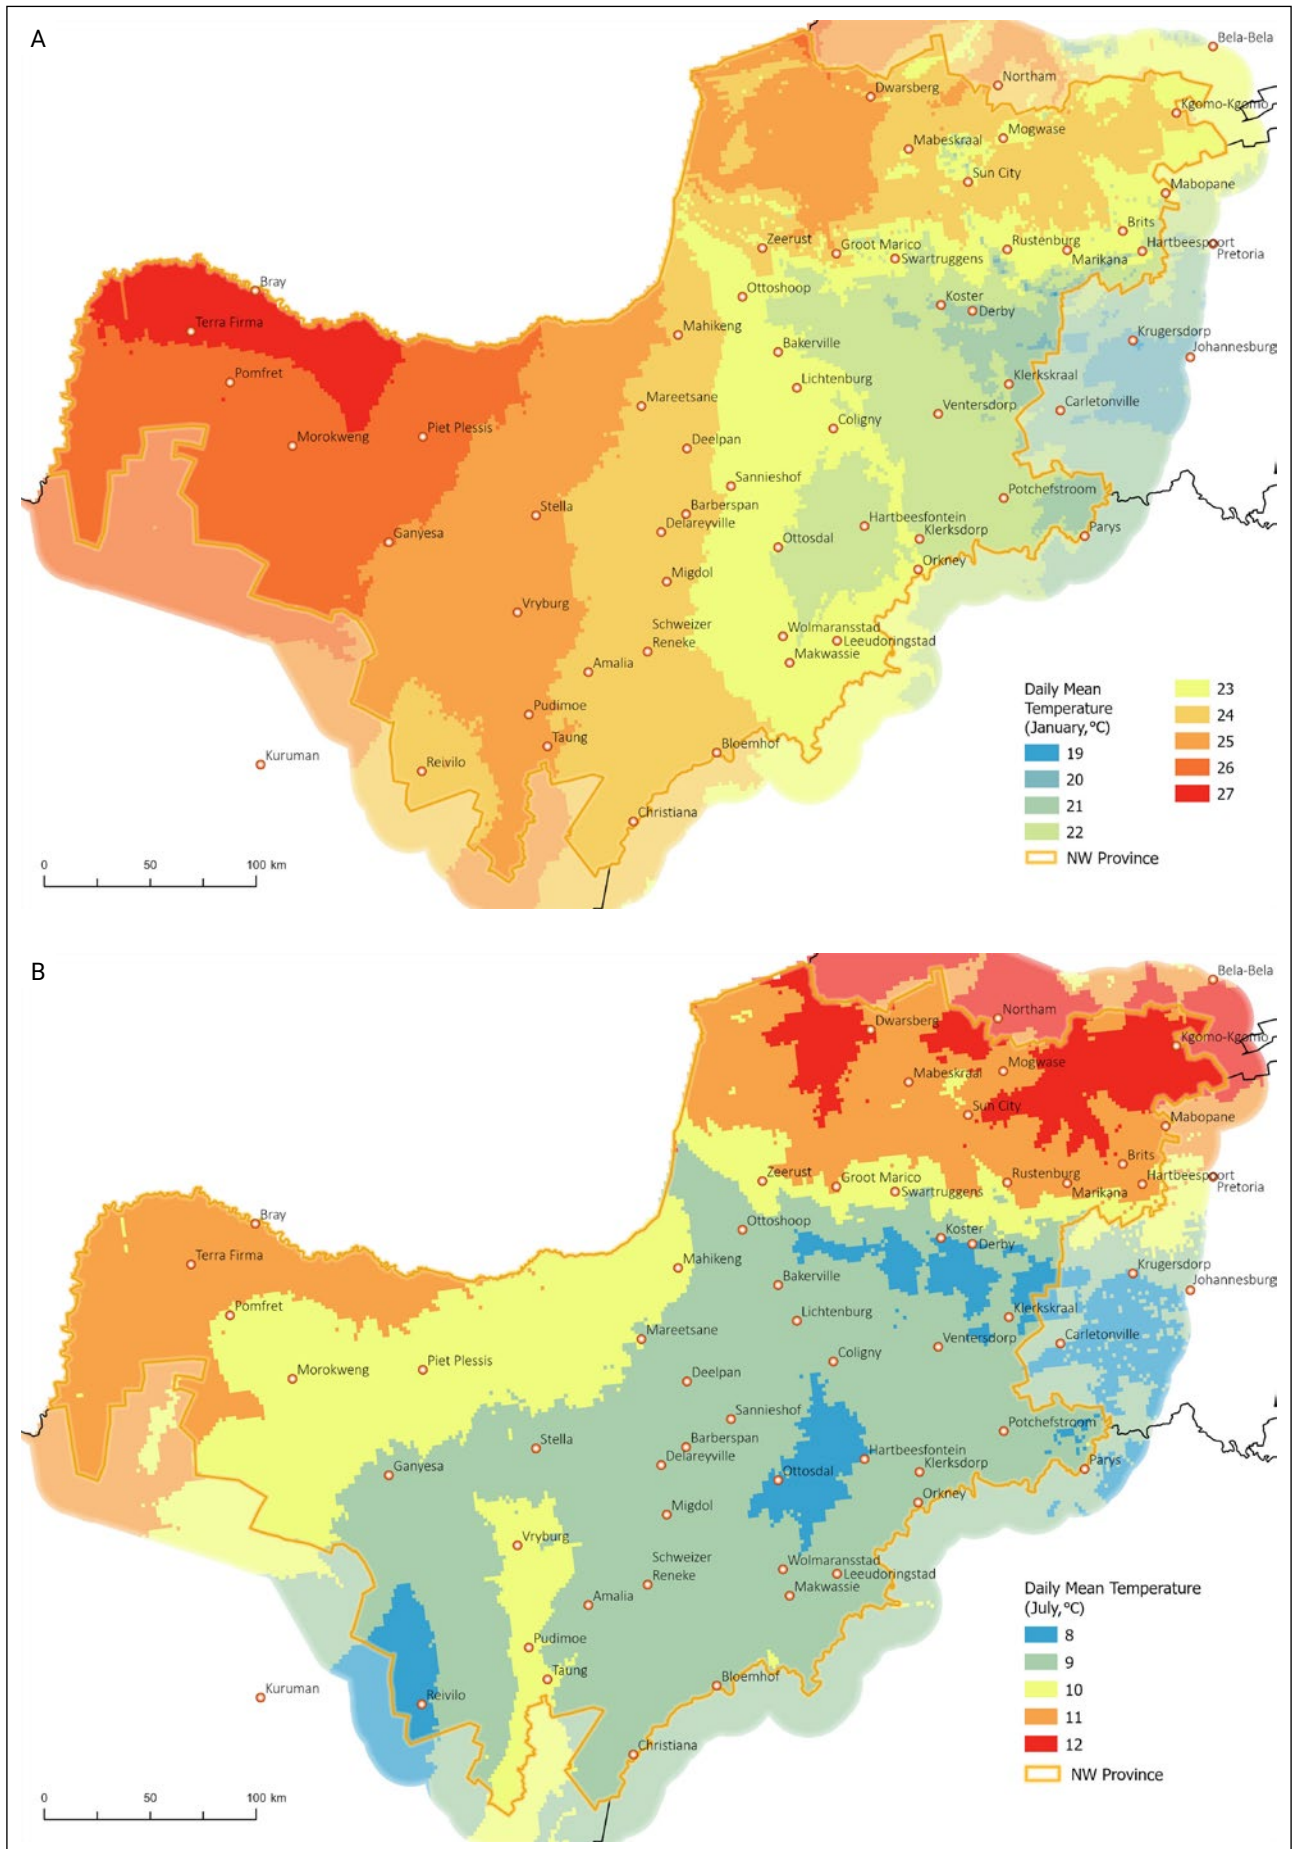 A
Bela-Bela
Northam
Dwarsberg
Kgomo-Kgomo
Mogwase
Mabeskraal
Sun City
Mabopane
Brits
Zeerust
Groot Marico
Rustenburg
Hartbeespoort
Swartruggens
Marikana
Pretoria
Bray
Ottoshoop
Koster
Derby
Terra Firma
Mahikeng
Krugersdorp
Bakerville
Johannesburg
Pomfret
Lichtenburg
Klerkskraal
Mareetsane
Ventersdorp
Carletonville
Morokweng
Piet Plessis
Coligny
Deelpan
Sannieshof
Potchefstroom
Stella
Barberspan
Delareyville
Hartbeesfontein
Ganyesa
Ottosdal
Klerksdorp
Parys
Orkney
Migdol
Vryburg
Schweizer
Reneke
Wolmaransstad
Leeudoringstad
Amalia
Makwassie
Pudimoe
Taung
Bloemhof
Kuruman
Reivilo
Christiana
Daily Mean
Temperature
(January,°C)
19
20
21
22
23
24
25
26
27
NW Province
0 50 100 km
B
Bela-Bela
Northam
Dwarsberg
Kgomo-Kgomo
Mogwase
Mabeskraal
Sun City
Mabopane
Brits
Zeerust
Groot Marico
Rustenburg
Hartbeespoort
Swartruggens
Marikana
Pretoria
Bray
Ottoshoop
Koster
Derby
Terra Firma
Mahikeng
Krugersdorp
Bakerville
Johannesburg
Pomfret
Lichtenburg
Klerkskraal
Mareetsane
Ventersdorp
Carletonville
Morokweng
Piet Plessis
Coligny
Deelpan
Sannieshof
Potchefstroom
Stella
Barberspan
Delareyville
Hartbeesfontein
Ganyesa
Ottosdal
Klerksdorp
Parys
Orkney
Migdol
Vryburg
Schweizer
Reneke
Wolmaransstad
Leeudoringstad
Amalia
Makwassie
Pudimoe
Taung
Bloemhof
Kuruman
Reivilo
Christiana
Daily Mean Temperature
(July,°C)
8
9
10
11
12
NW Province
0 50 100 km